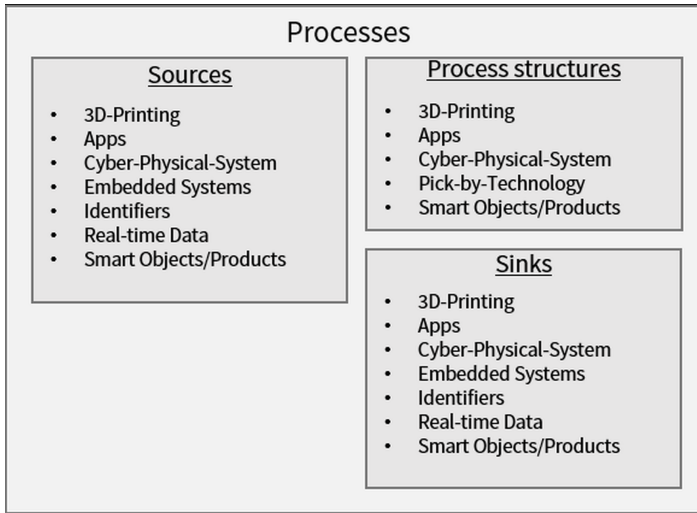 Processes
Sources
• 3D-Printing
• Apps
• Cyber-Physical-System
• Embedded Systems
• Identifiers
• Real-time Data
• Smart Objects/Products
Process structures
• 3D-Printing
• Apps
• Cyber-Physical-System
• Pick-by-Technology
• Smart Objects/Products
Sinks
• 3D-Printing
• Apps
• Cyber-Physical-System
• Embedded Systems
• Identifiers
• Real-time Data
• Smart Objects/Products